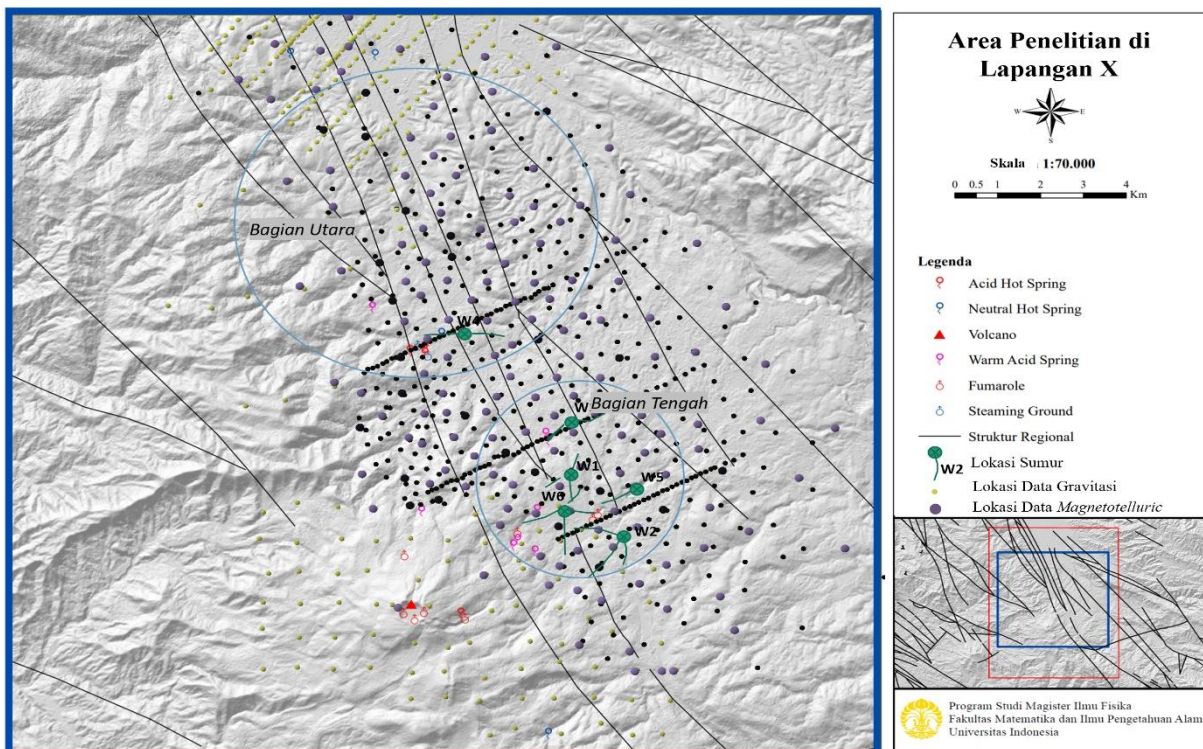 Bagian Utara
W4
Bagian Tengah
W
W1
W5
W6
W2
Area Penelitian di
Lapangan X
N
W
E
S
Skala : 1:70.000
0 0.5 1 2 3 4
Km
Legenda
Acid Hot Spring
Neutral Hot Spring
Volcano
Warm Acid Spring
Fumarole
Steaming Ground
Struktur Regional
W2 Lokasi Sumur
Lokasi Data Gravitasi
Lokasi Data Magnetotelluric
Program Studi Magister Ilmu Fisika
Fakultas Matematika dan Ilmu Pengetahuan Alam
Universitas Indonesia